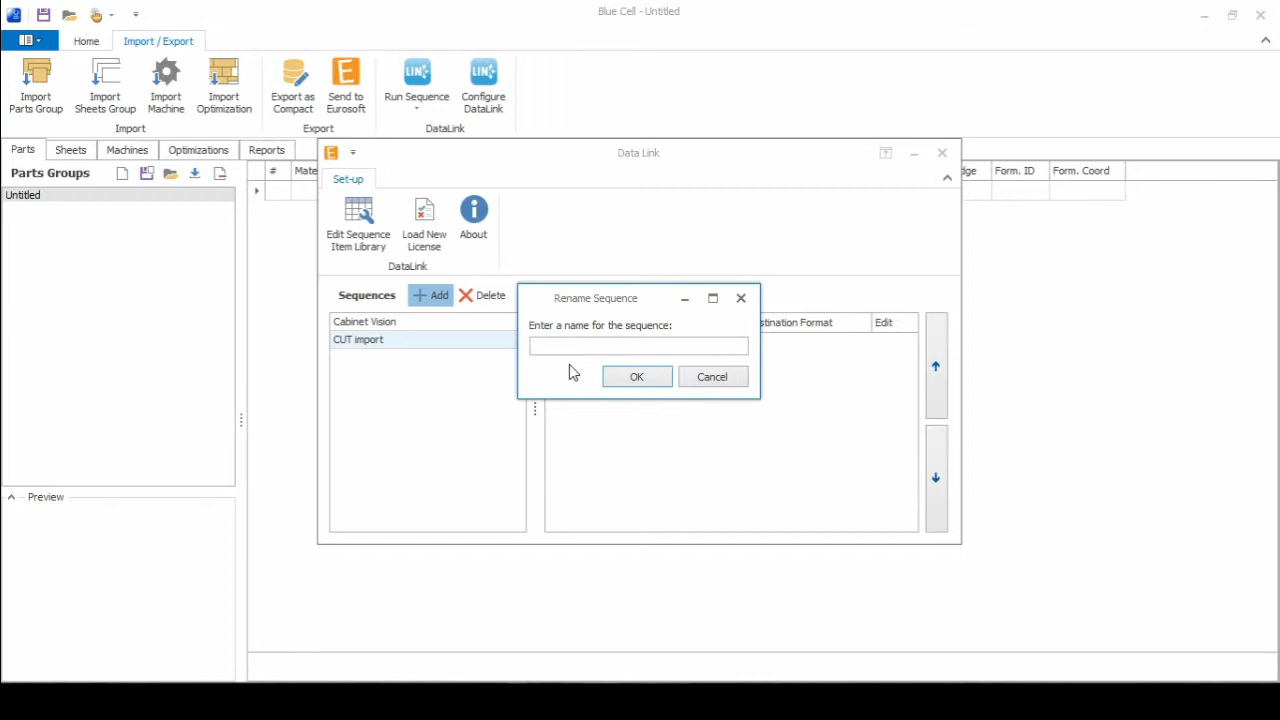 Blue Cell - Untitled
Home
Import / Export
Import Parts Group
Import Sheets Group
Import Machine
Import Optimization
Import
Export as Compact
Send to Eurosoft
Export
Run Sequence
Configure DataLink
DataLink
Parts
Sheets
Machines
Optimizations
Reports
Parts Groups
Untitled
Preview
#
Mate
dge
Form. ID
Form. Coord
Data Link
Set-up
Edit Sequence Item Library
Load New License
About
DataLink
Sequences
Add
Delete
Cabinet Vision
CUT import
stination Format
Edit
Rename Sequence
Enter a name for the sequence:
OK
Cancel